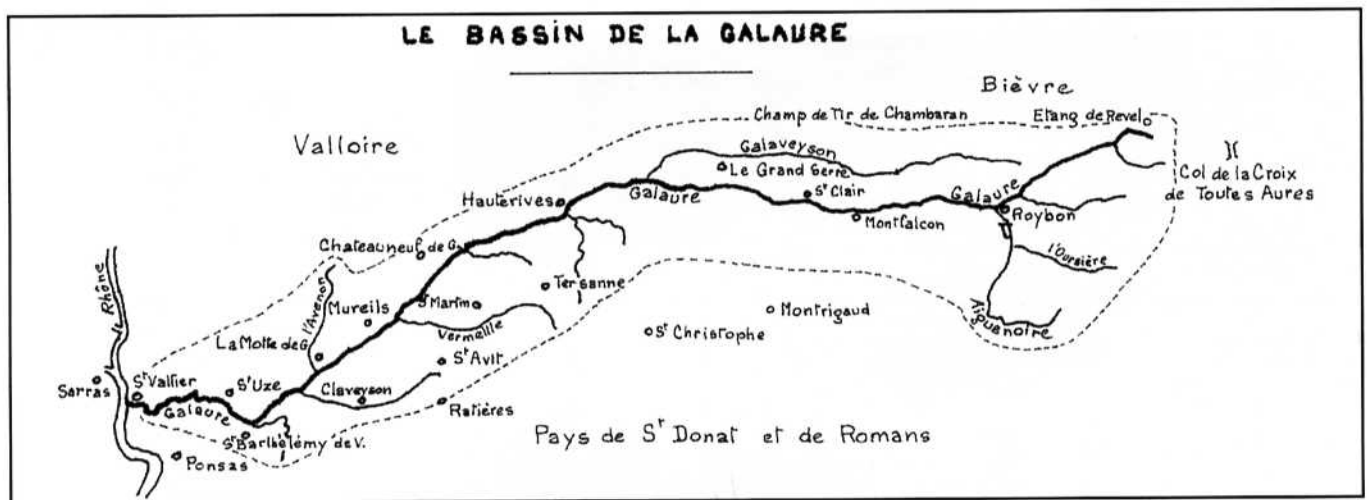 LE BASSIN DE LA GALAURE
Bièvre
Champ de Tir de Chambaran
Etang de Revel
Valloire
Galaveyson
Le Grand Serre
Col de la Croix
de Toutes Aures
Hauterives
Galaure
St Clair
Galaure
Roybon
Montfalcon
Chateauneuf de G.
l'Oursière
Tersanne
Rhône
l'Avenon
Mureils
St Martin
Montrigaud
Aiguenoire
Vermeille
St Christophe
La Motte de G.
St Avit
Sarras
St Vallier
St Uze
Claveyson
Ratières
Galaure
St Barthélémy de V.
Pays de St Donat et de Romans
Ponsas